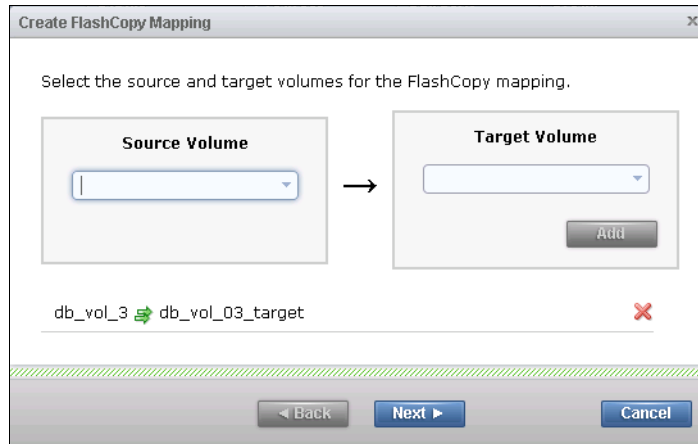 Create FlashCopy Mapping
Select the source and target volumes for the FlashCopy mapping.
Source Volume
Target Volume
Add
db_vol_3 db_vol_03_target
Back
Next
Cancel